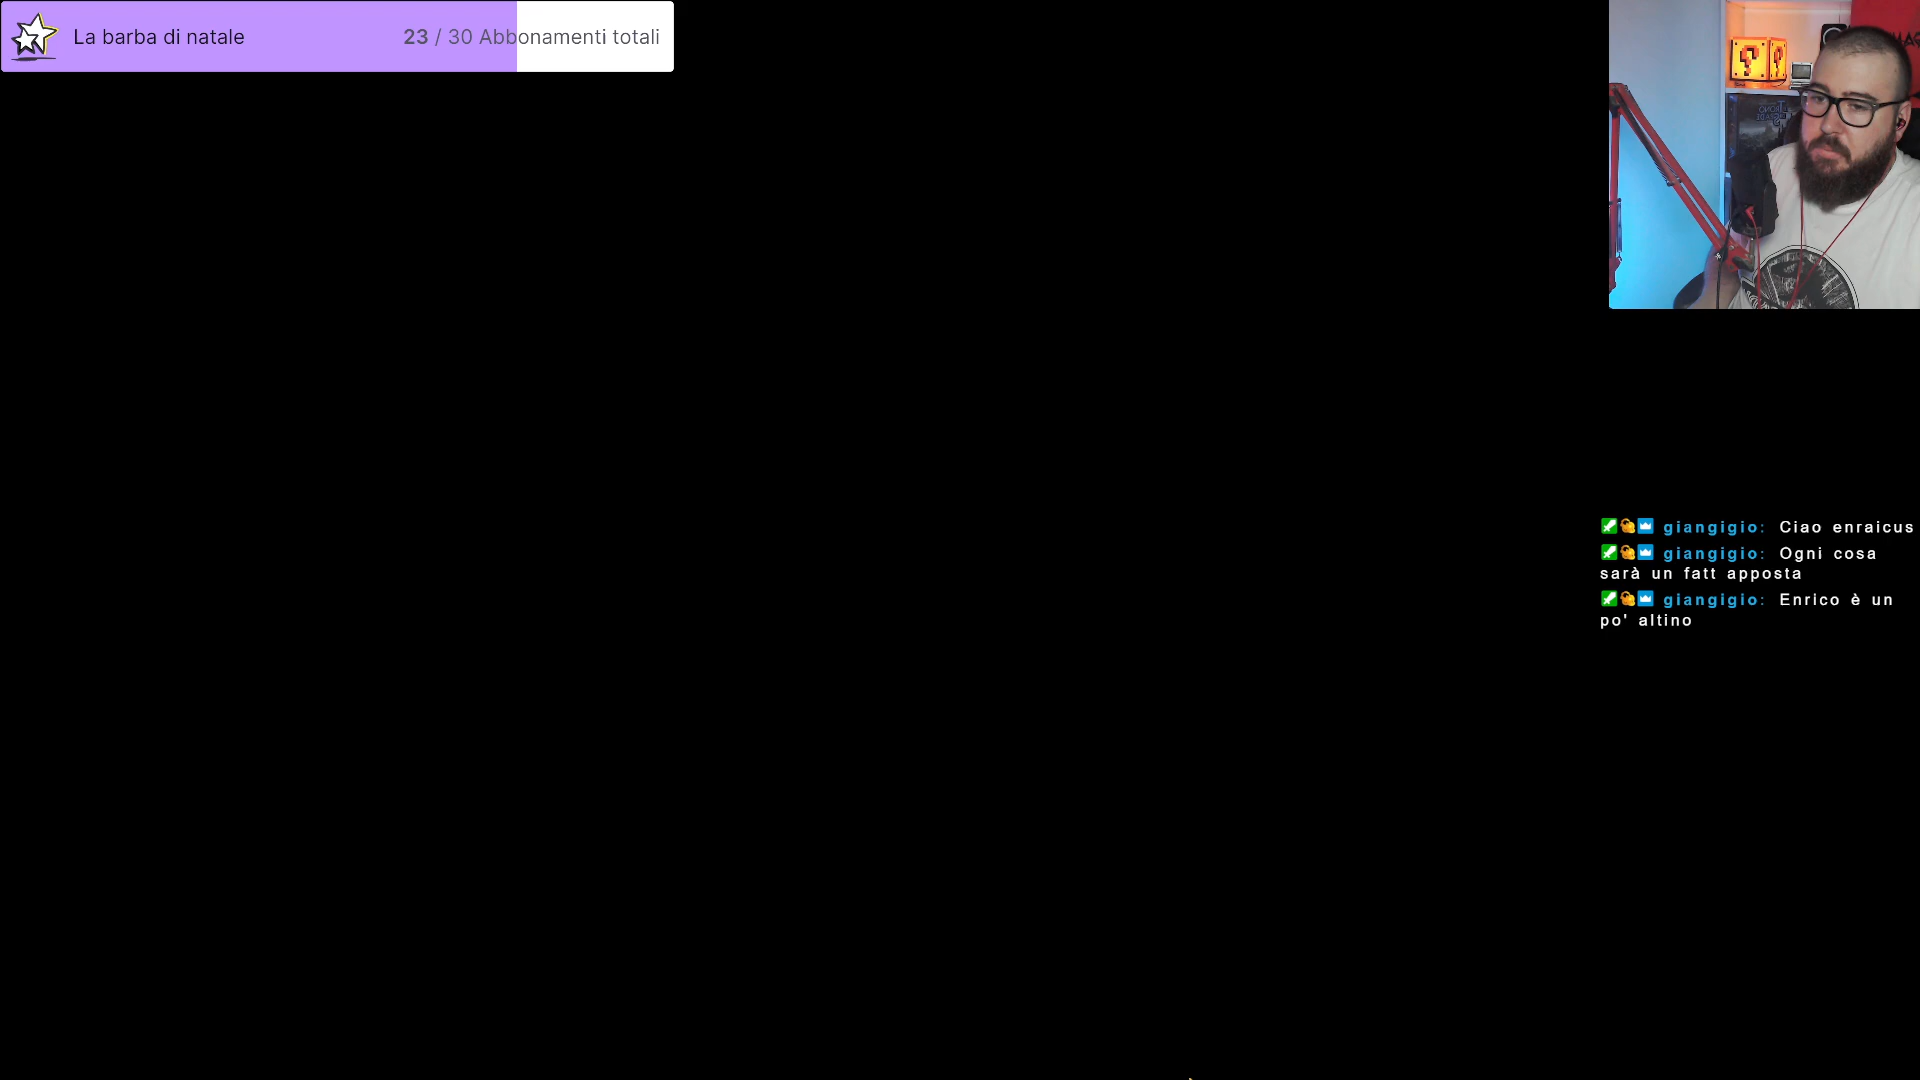 La barba di natale
23 / 30 Abbonamenti totali
giangigio: Ciao enraicus
giangigio: Ogni cosa
sarà un fatt apposta
giangigio: Enrico è un
po' altino